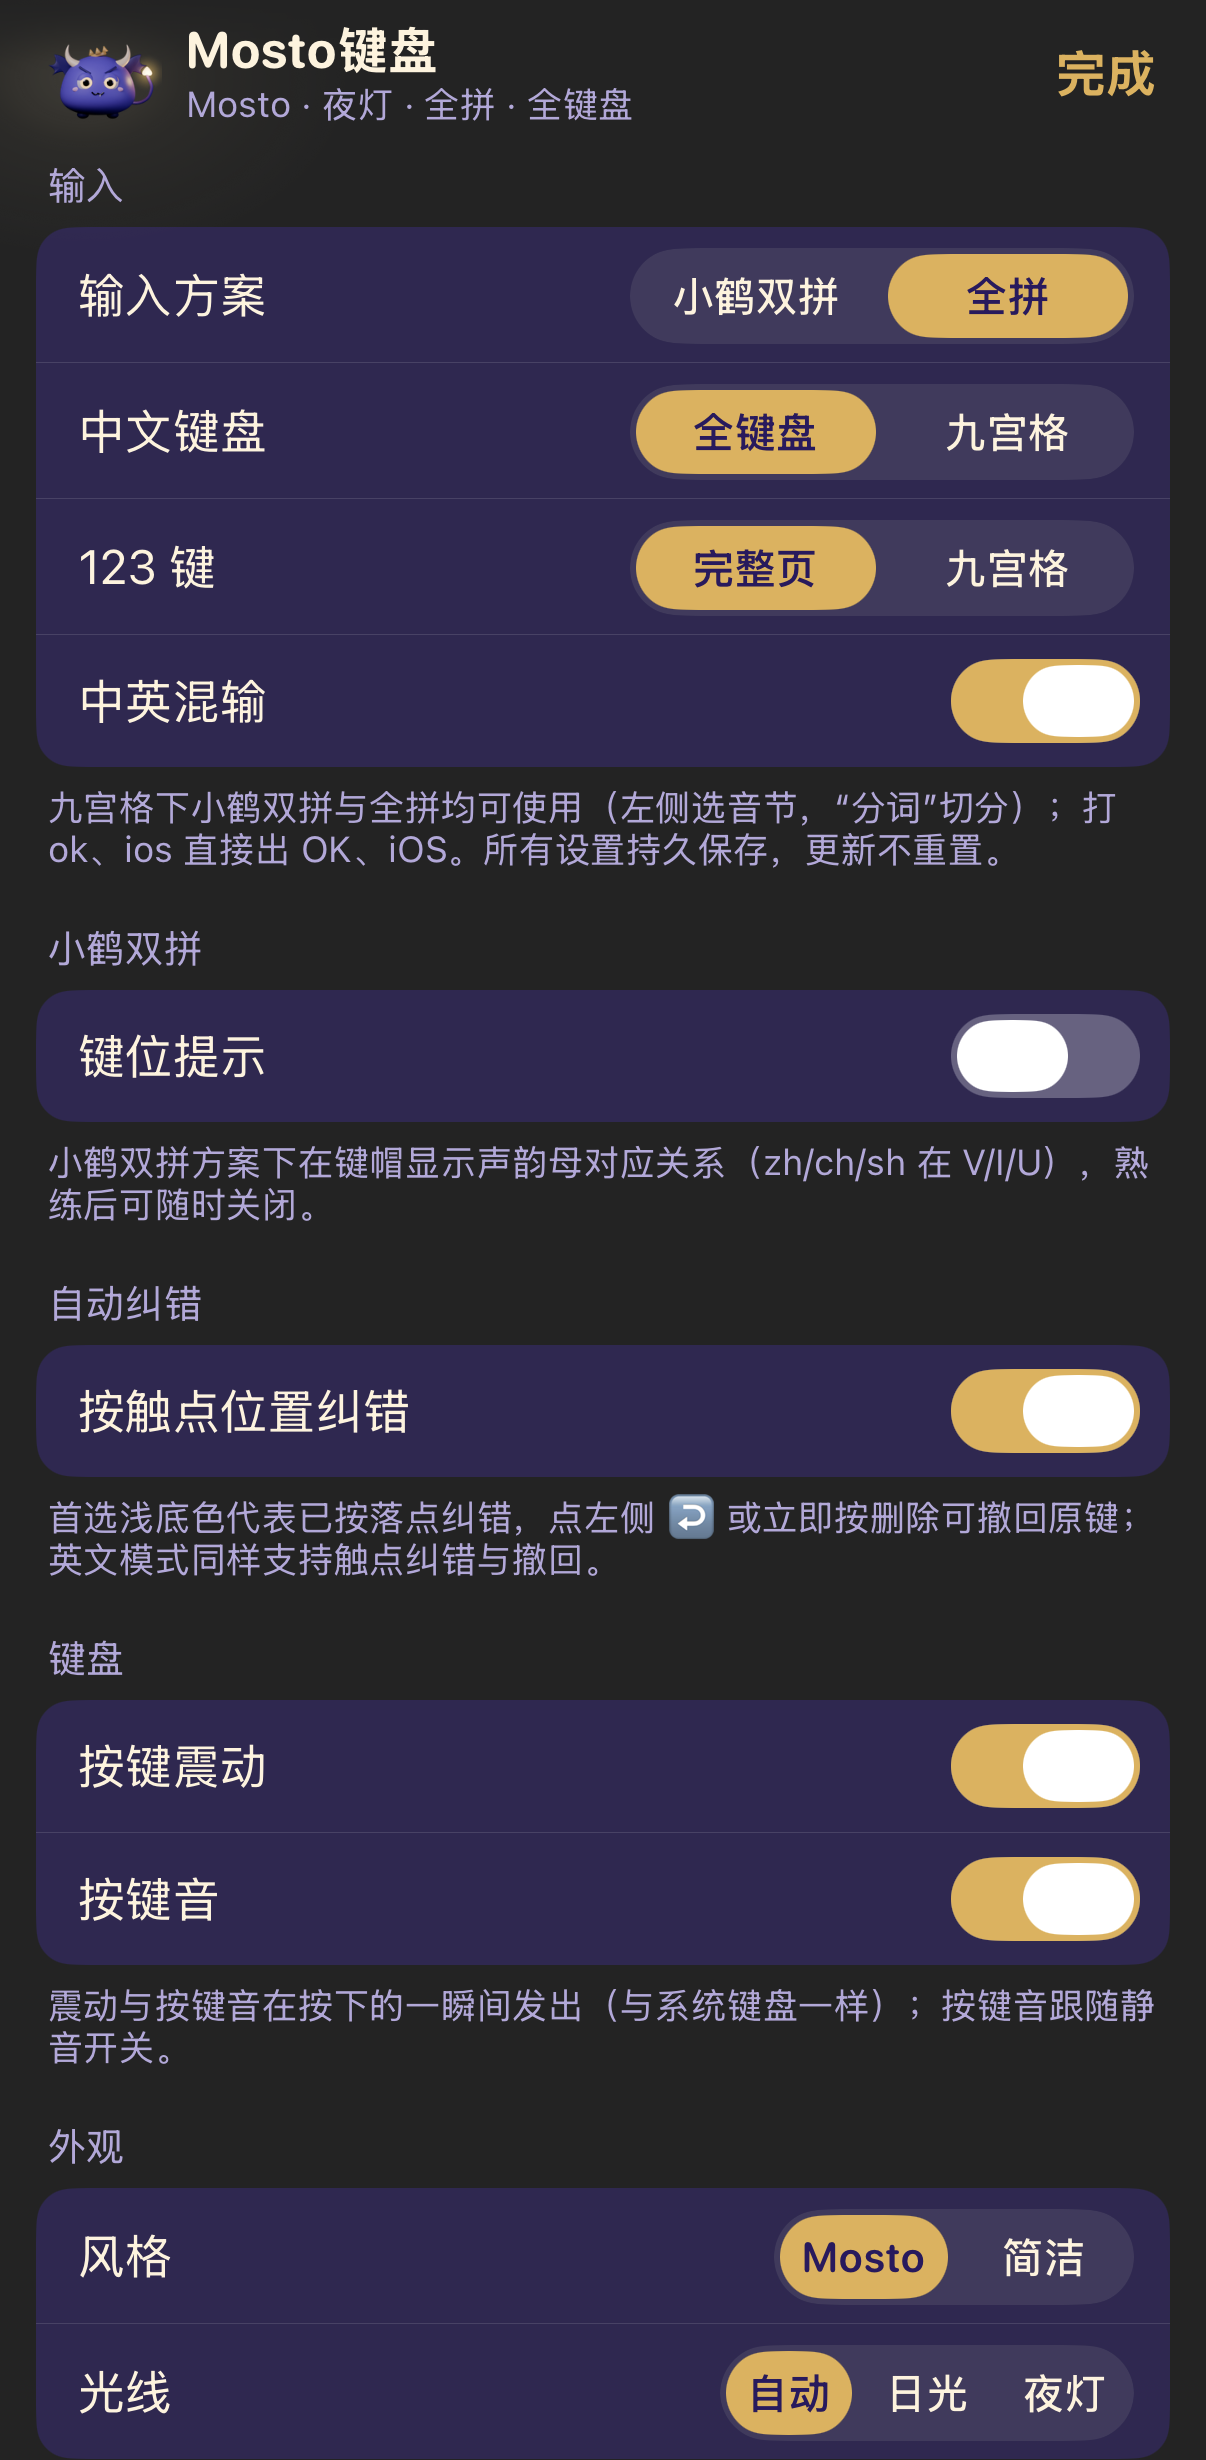 Mosto键盘
完成
Mosto · 夜灯 · 全拼 · 全键盘
输入
输入方案 小鹤双拼 全拼
中文键盘 全键盘 九宫格
123 键 完整页 九宫格
中英混输
九宫格下小鹤双拼与全拼均可使用（左侧选音节，“分词”切分）；打
ok、ios 直接出 OK、iOS。所有设置持久保存，更新不重置。
小鹤双拼
键位提示
小鹤双拼方案下在键帽显示声韵母对应关系（zh/ch/sh 在 V/I/U），熟
练后可随时关闭。
自动纠错
按触点位置纠错
首选浅底色代表已按落点纠错，点左侧 ↩️ 或立即按删除可撤回原键；
英文模式同样支持触点纠错与撤回。
键盘
按键震动
按键音
震动与按键音在按下的一瞬间发出（与系统键盘一样）；按键音跟随静
音开关。
外观
风格 Mosto 简洁
光线 自动 日光 夜灯